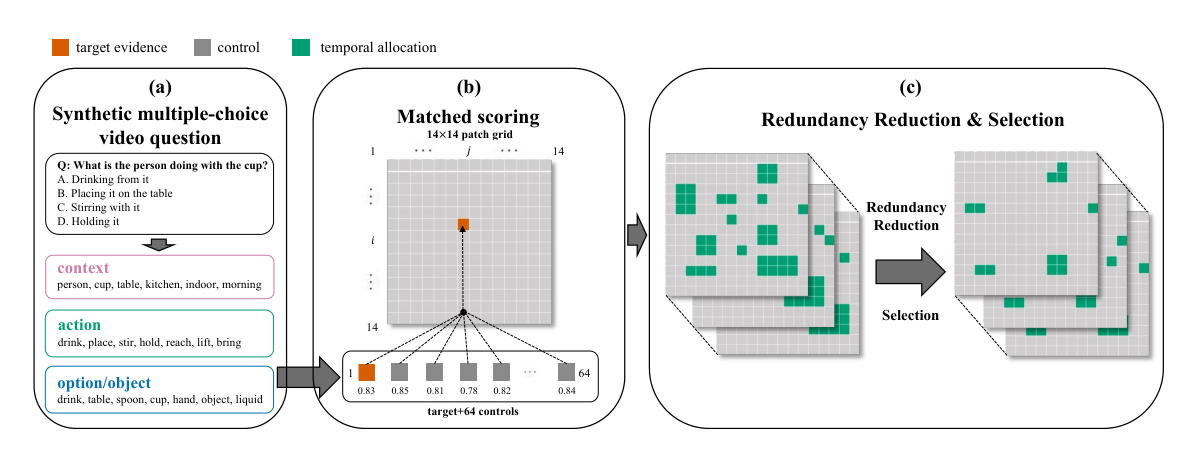 target evidence
control
temporal allocation
(a)
Synthetic multiple-choice
video question
Q: What is the person doing with the cup?
A. Drinking from it
B. Placing it on the table
C. Stirring with it
D. Holding it
context
person, cup, table, kitchen, indoor, morning
action
drink, place, stir, hold, reach, lift, bring
option/object
drink, table, spoon, cup, hand, object, liquid
(b)
Matched scoring
14×14 patch grid
1 ··· j ··· 14
i
14
1 ··· 64
0.83 0.85 0.81 0.78 0.82 0.84
target+64 controls
(c)
Redundancy Reduction & Selection
Redundancy
Reduction
Selection